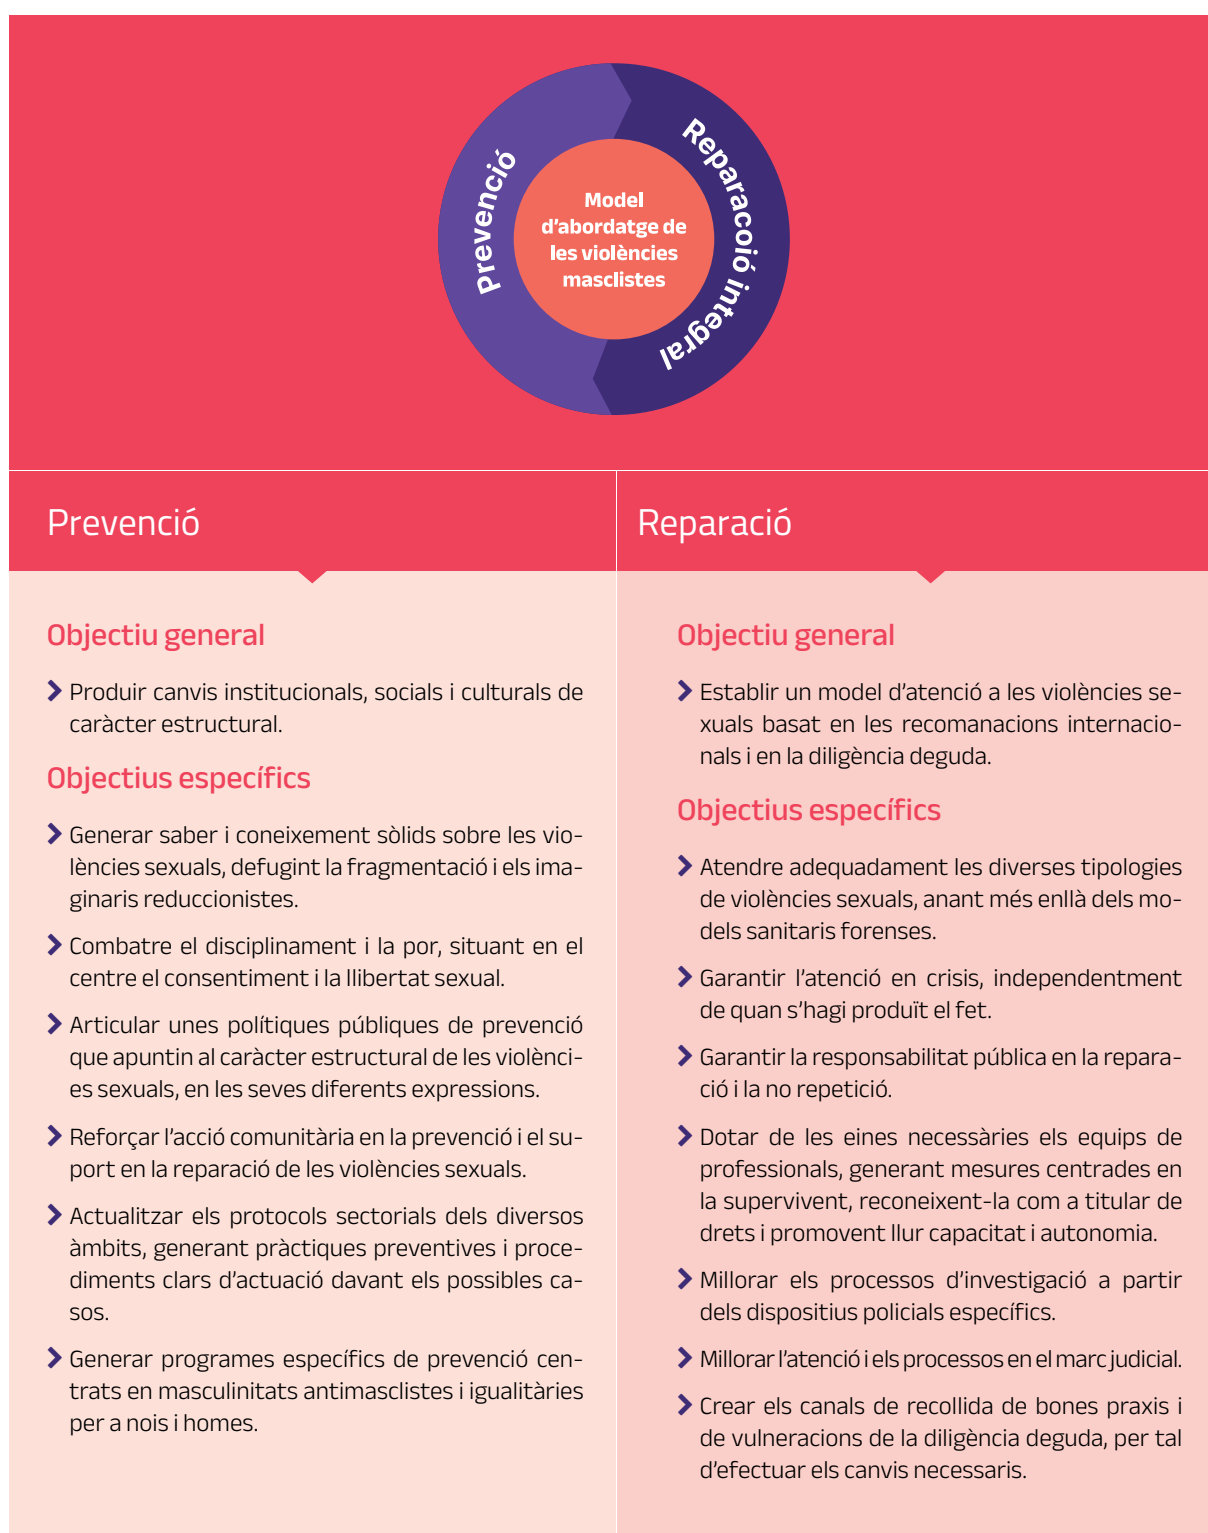 Prevenció
Reparacoió integral
Model
d'abordatge de
les violències
masclistes
Prevenció
Objectiu general
Produir canvis institucionals, socials i culturals de
caràcter estructural.
Objectius específics
Generar saber i coneixement sòlids sobre les vio-
lències sexuals, defugint la fragmentació i els ima-
ginaris reduccionistes.
Combatre el disciplinament i la por, situant en el
centre el consentiment i la llibertat sexual.
Articular unes polítiques públiques de prevenció
que apuntin al caràcter estructural de les violènci-
es sexuals, en les seves diferents expressions.
Reforçar l'acció comunitària en la prevenció i el su-
port en la reparació de les violències sexuals.
Actualitzar els protocols sectorials dels diversos
àmbits, generant pràctiques preventives i proce-
diments clars d'actuació davant els possibles ca-
sos.
Generar programes específics de prevenció cen-
trats en masculinitats antimasclistes i igualitàries
per a nois i homes.
Reparació
Objectiu general
Establir un model d'atenció a les violències se-
xuals basat en les recomanacions internacio-
nals i en la diligència deguda.
Objectius específics
Atendre adequadament les diverses tipologies
de violències sexuals, anant més enllà dels mo-
dels sanitaris forenses.
Garantir l'atenció en crisis, independentment
de quan s'hagi produït el fet.
Garantir la responsabilitat pública en la repara-
ció i la no repetició.
Dotar de les eines necessàries els equips de
professionals, generant mesures centrades en
la supervivent, reconeixent-la com a titular de
drets i promovent llur capacitat i autonomia.
Millorar els processos d'investigació a partir
dels dispositius policials específics.
Millorar l'atenció i els processos en el marc judicial.
Crear els canals de recollida de bones praxis i
de vulneracions de la diligència deguda, per tal
d'efectuar els canvis necessaris.